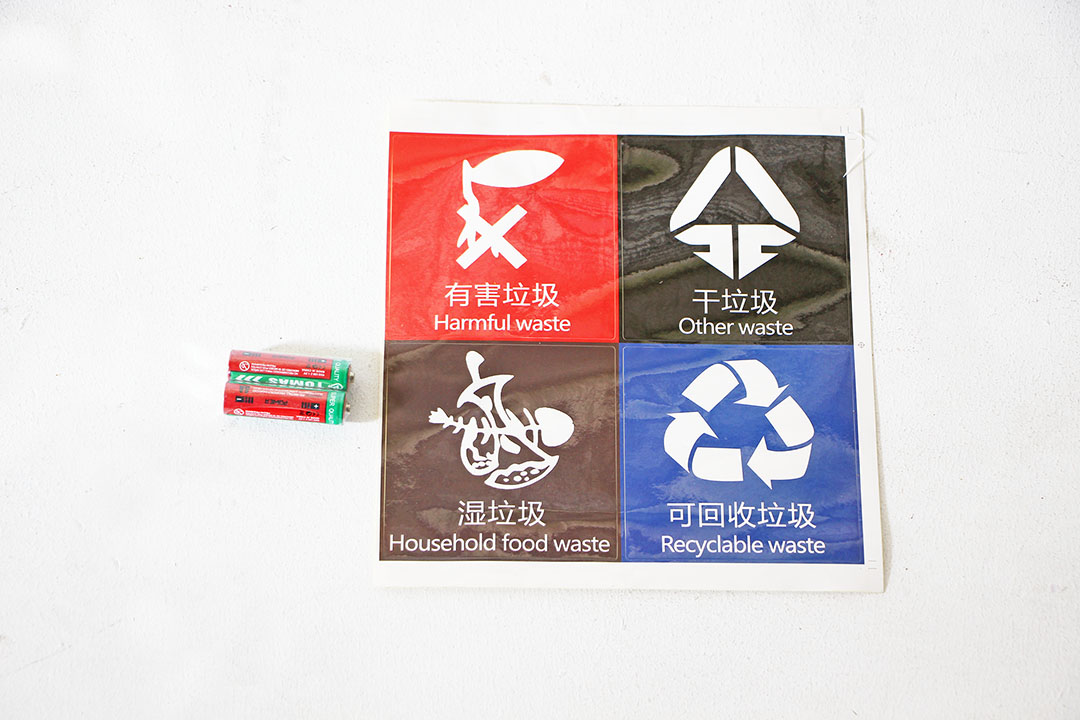 有害垃圾
Harmful waste
干垃圾
Other waste
湿垃圾
Household food waste
可回收垃圾
Recyclable waste
TOMAS